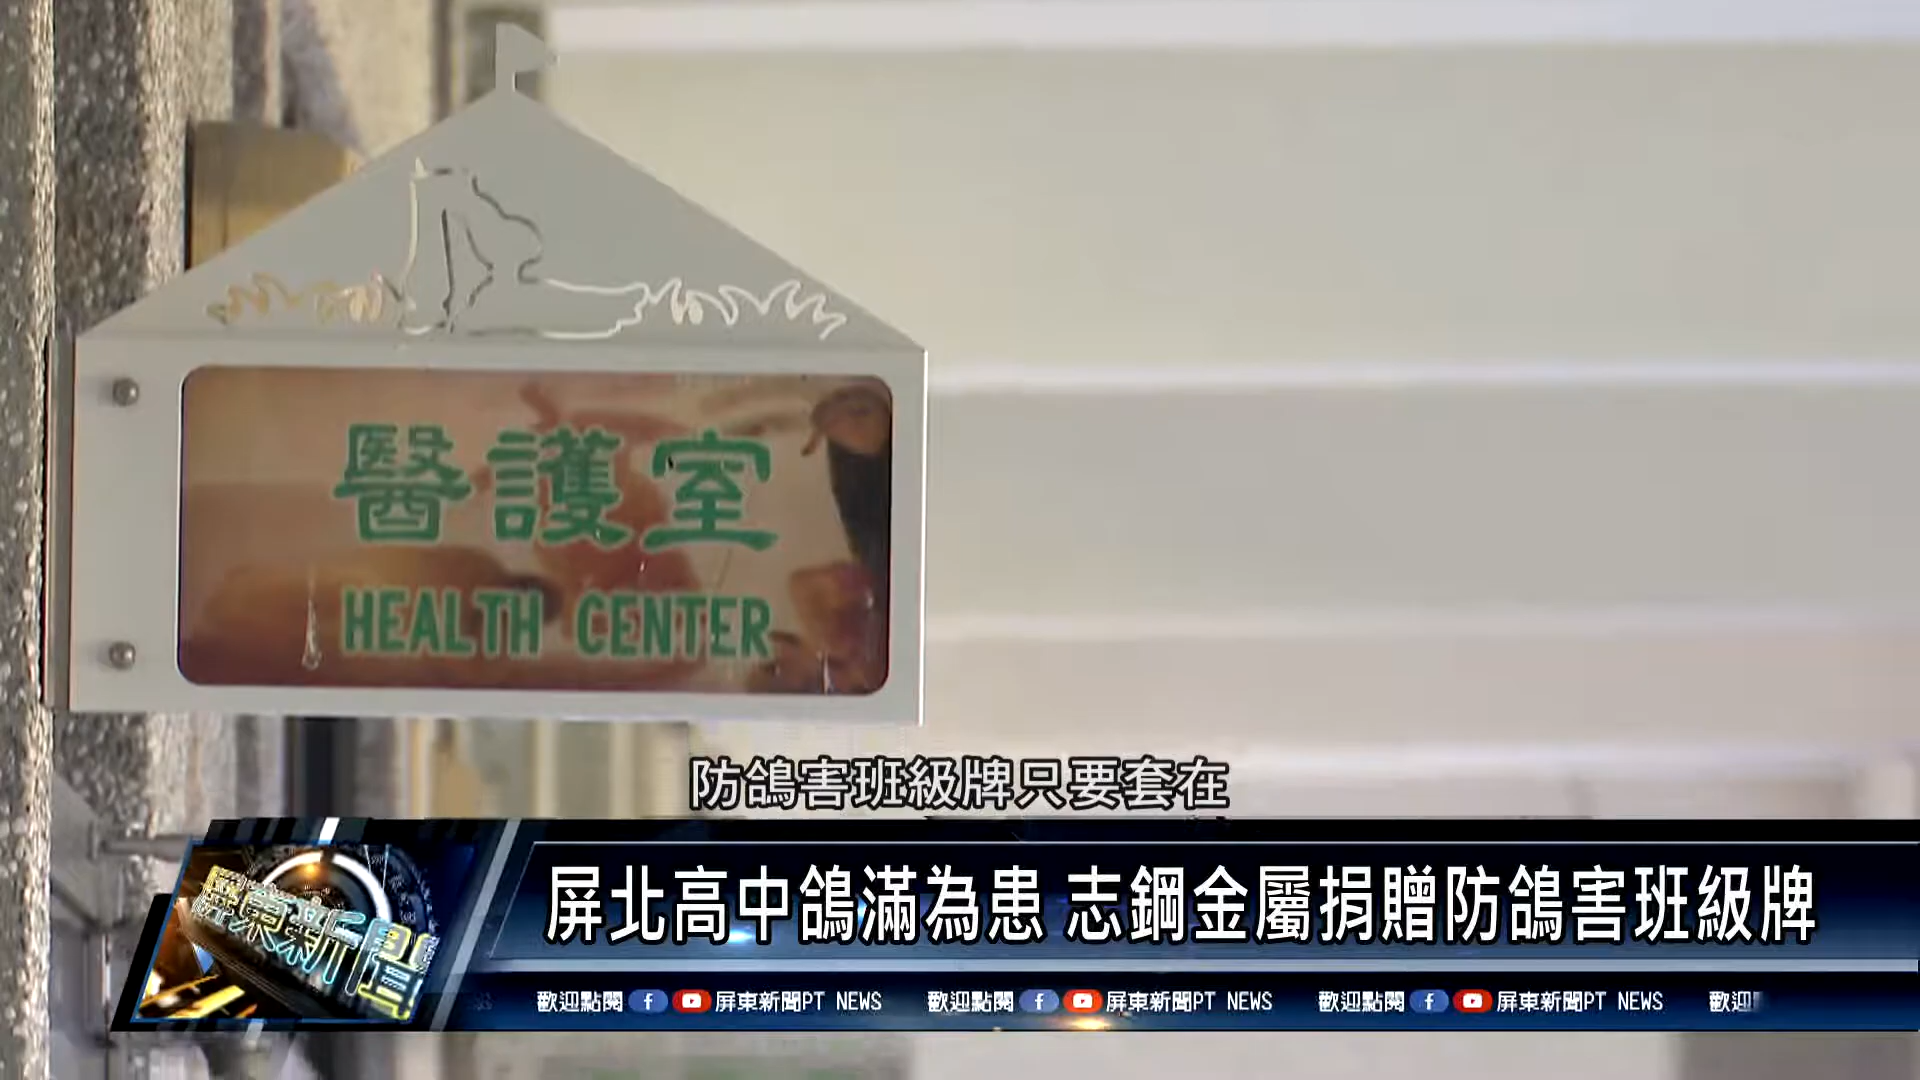 醫護室
HEALTH CENTER
防鴿害班級牌只要套在
屏北高中鴿滿為患 志鋼金屬捐贈防鴿害班級牌
屏東新聞
歡迎點閱 屏東新聞PT NEWS 歡迎點閱 屏東新聞PT NEWS 歡迎點閱 屏東新聞PT NEWS 歡迎